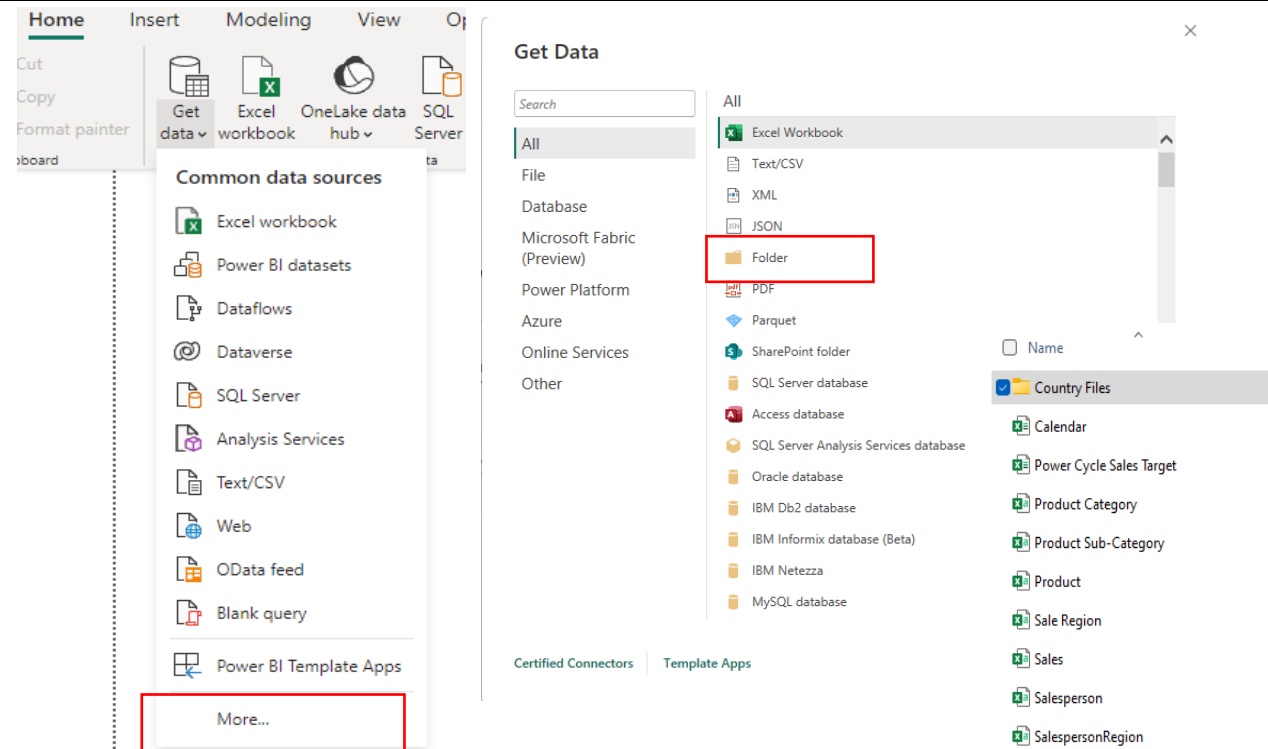 Home Insert Modeling View Op
Cut
Copy
Format painter
board
Get data
Excel workbook
OneLake data hub
SQL Server
ta
Common data sources
Excel workbook
Power BI datasets
Dataflows
Dataverse
SQL Server
Analysis Services
Text/CSV
Web
OData feed
Blank query
Power BI Template Apps
More...
Get Data
Search
All
File
Database
Microsoft Fabric
(Preview)
Power Platform
Azure
Online Services
Other
All
Excel Workbook
Text/CSV
XML
JSON
Folder
PDF
Parquet
SharePoint folder
SQL Server database
Access database
SQL Server Analysis Services database
Oracle database
IBM Db2 database
IBM Informix database (Beta)
IBM Netezza
MySQL database
Certified Connectors Template Apps
Name
Country Files
Calendar
Power Cycle Sales Target
Product Category
Product Sub-Category
Product
Sale Region
Sales
Salesperson
SalespersonRegion